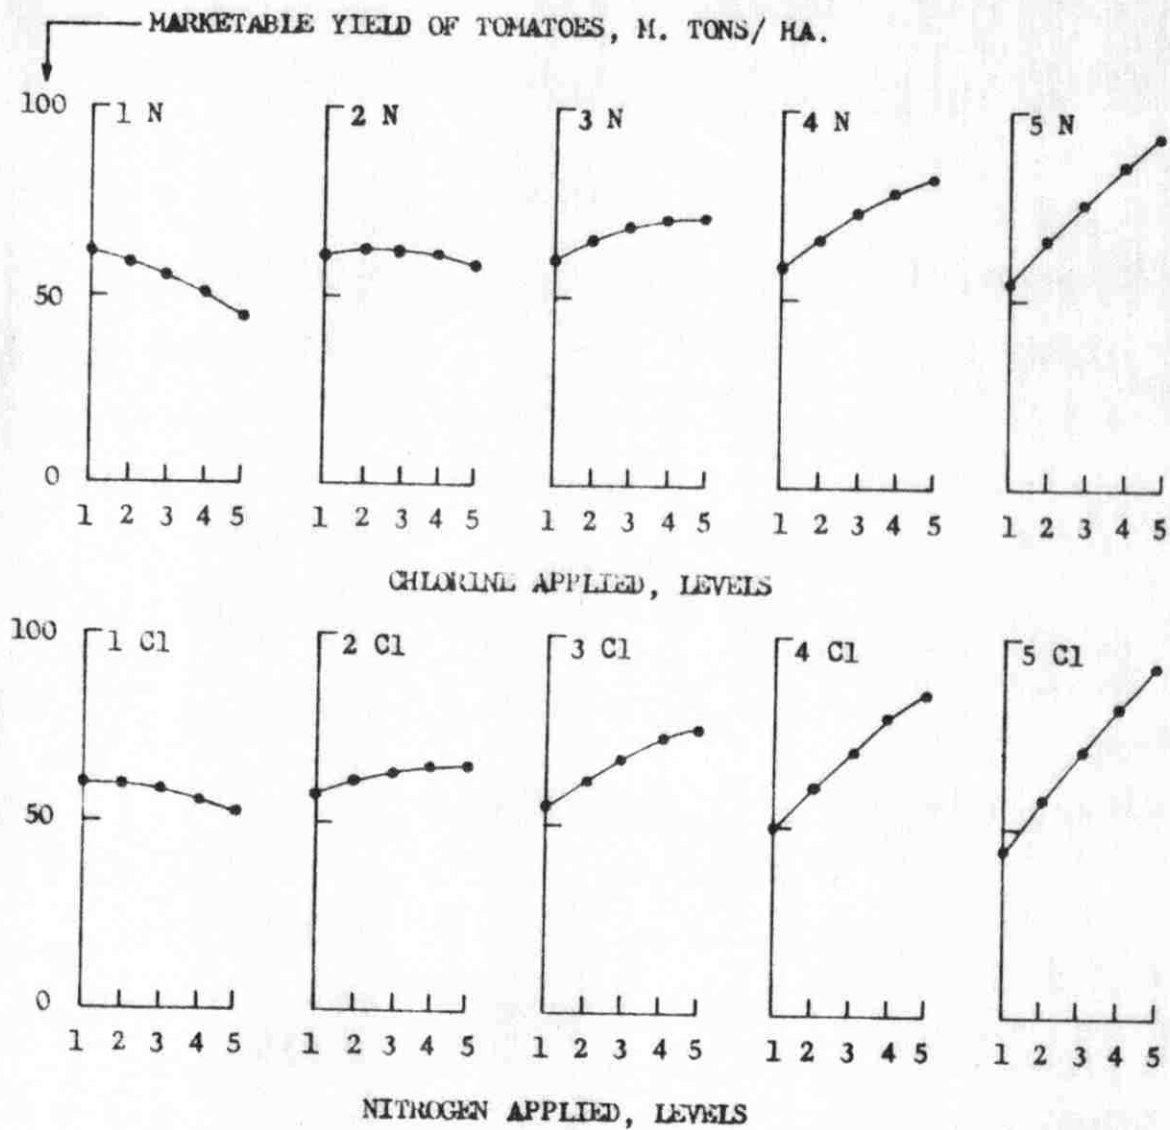 MARKETABLE YIELD OF TOMATOES, M. TONS/ HA.
100 1 N 2 N 3 N 4 N 5 N
50
0
1 2 3 4 5 1 2 3 4 5 1 2 3 4 5 1 2 3 4 5 1 2 3 4 5
CHLORINE APPLIED, LEVELS
100 1 Cl 2 Cl 3 Cl 4 Cl 5 Cl
50
0
1 2 3 4 5 1 2 3 4 5 1 2 3 4 5 1 2 3 4 5 1 2 3 4 5
NITROGEN APPLIED, LEVELS